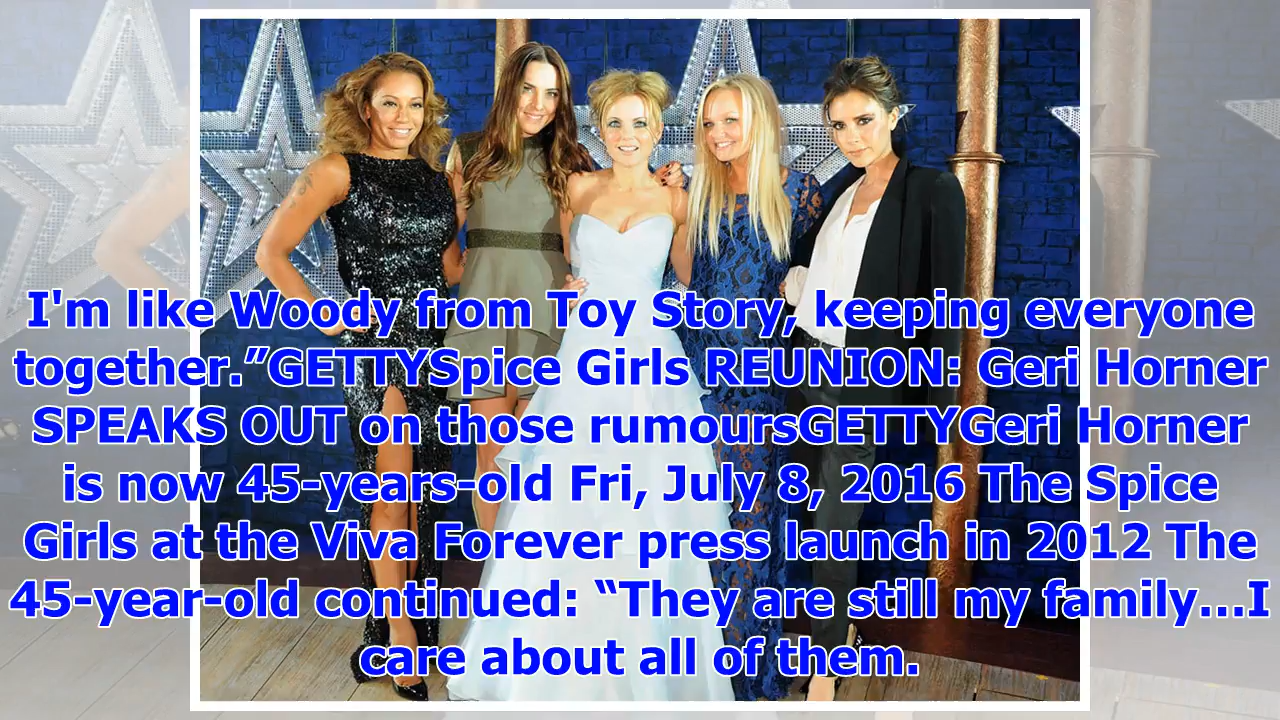 I'm like Woody from Toy Story, keeping everyone
together.”GETTYSpice Girls REUNION: Geri Horner
SPEAKS OUT on those rumoursGETTYGeri Horner
is now 45-years-old Fri, July 8, 2016 The Spice
Girls at the Viva Forever press launch in 2012 The
45-year-old continued: “They are still my family...I
care about all of them.